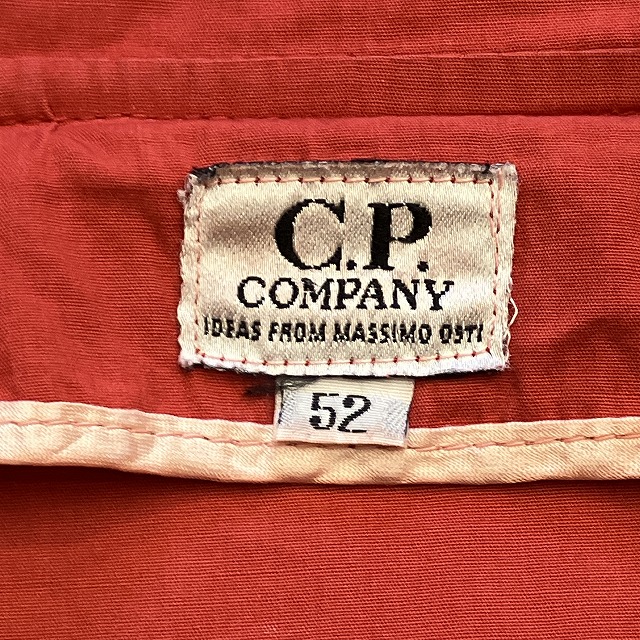 C.P.
COMPANY
IDEAS FROM MASSIMO OSTI
52